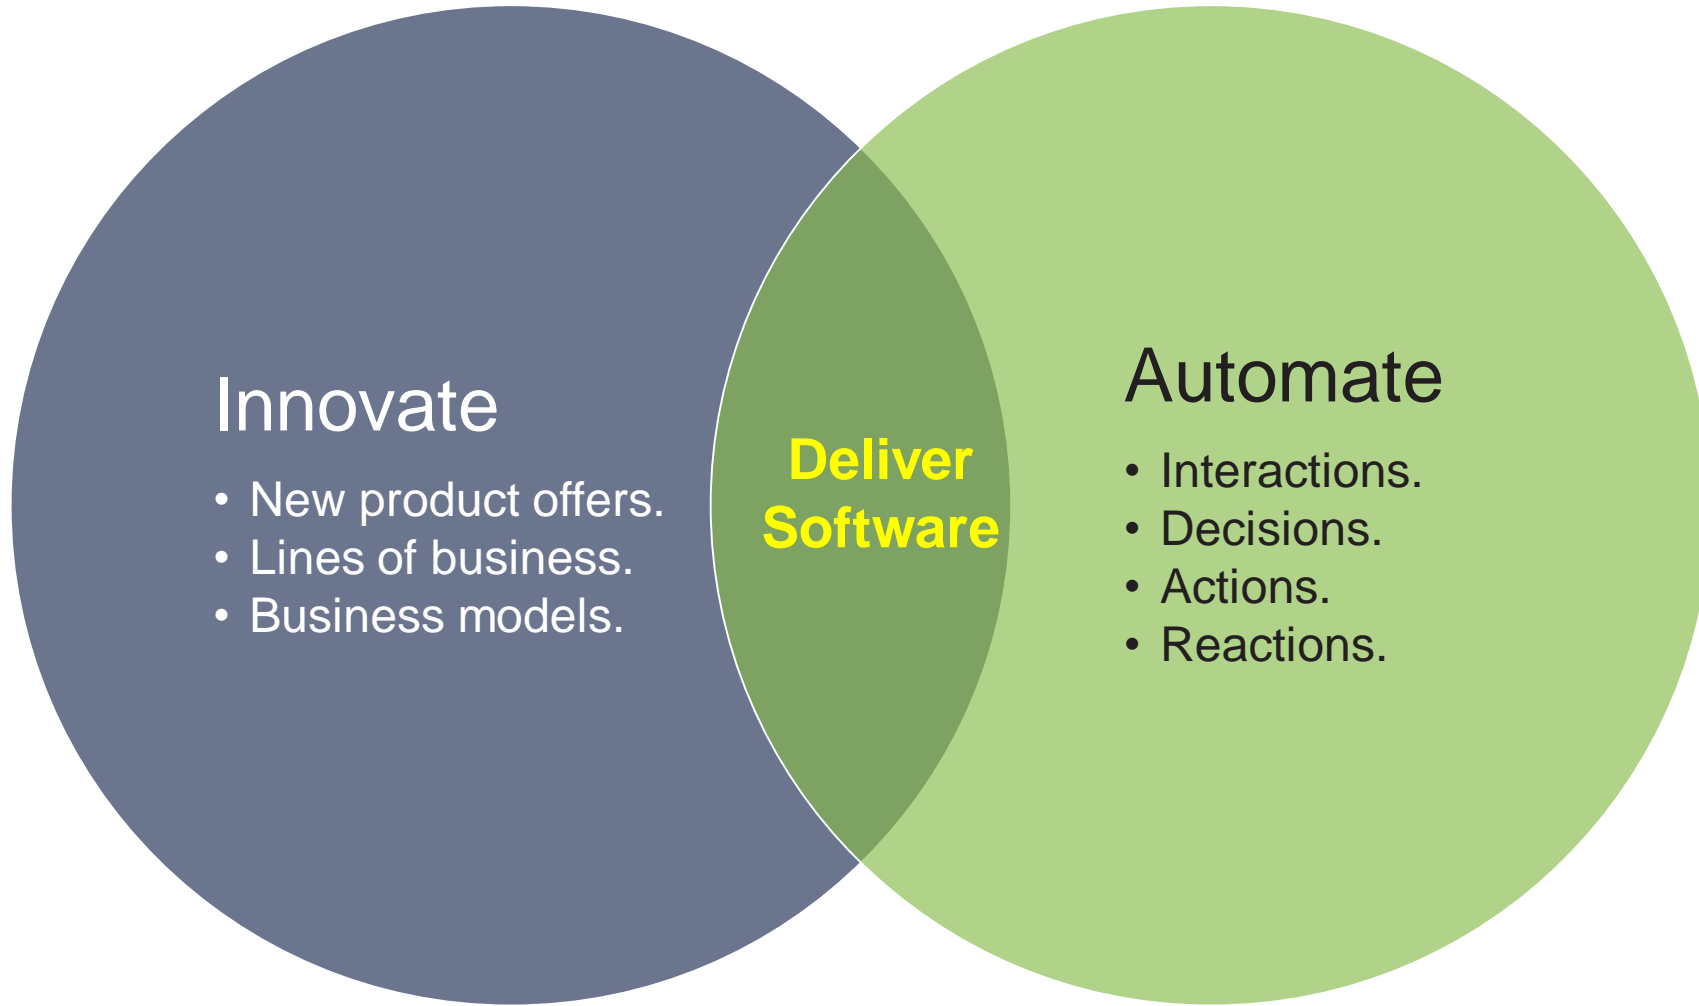 Innovate
• New product offers.
• Lines of business.
• Business models.
Deliver
Software
Automate
• Interactions.
• Decisions.
• Actions.
• Reactions.